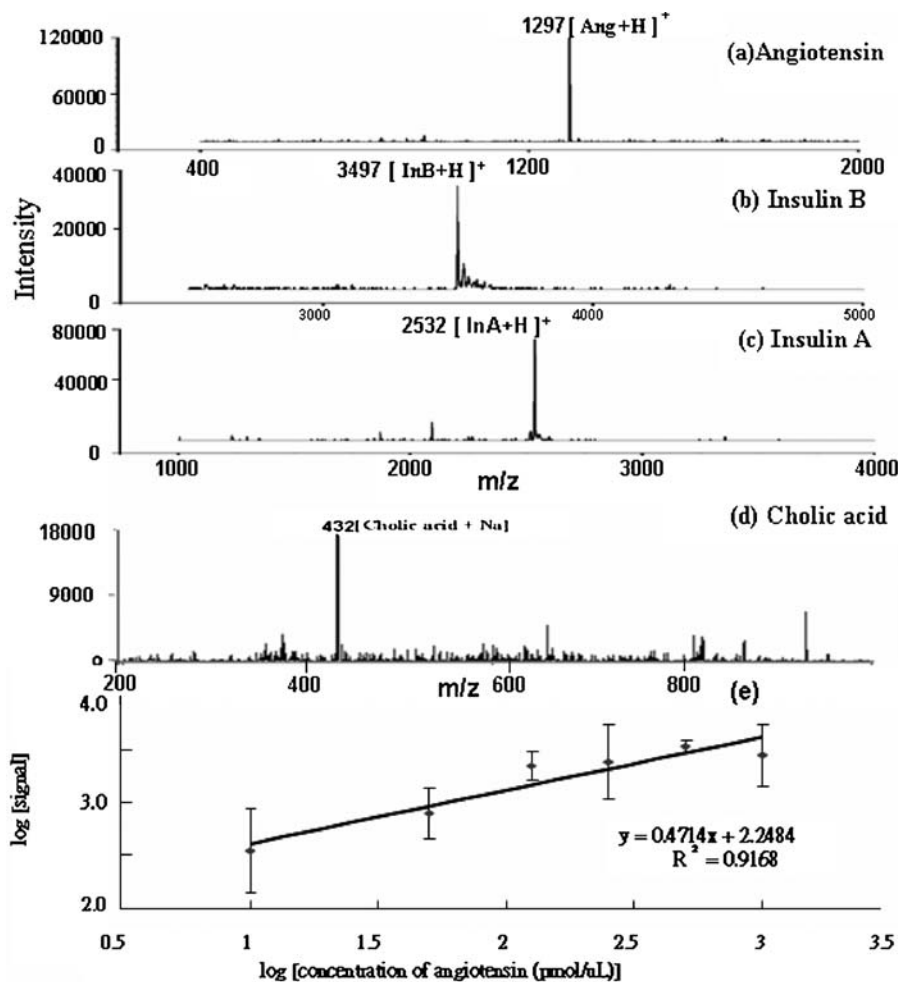 1297 [ Ang+H ]+
120000
(a)Angiotensin
60000
0
400 1200 2000
3497 [ InB+H ]+
40000
(b) Insulin B
20000
Intensity
0
3000 4000 5000
2532 [ InA+H ]+
80000
(c) Insulin A
40000
0
1000 2000 3000 4000
m/z
432[Cholic acid + Na]
(d) Cholic acid
18000
9000
0
200 400 600 800
m/z
(e)
4.0
log [signal]
3.0
y = 0.4714x + 2.2484
R² = 0.9168
2.0
0.5 1 1.5 2 2.5 3 3.5
log [concentration of angiotensin (pmol/uL)]